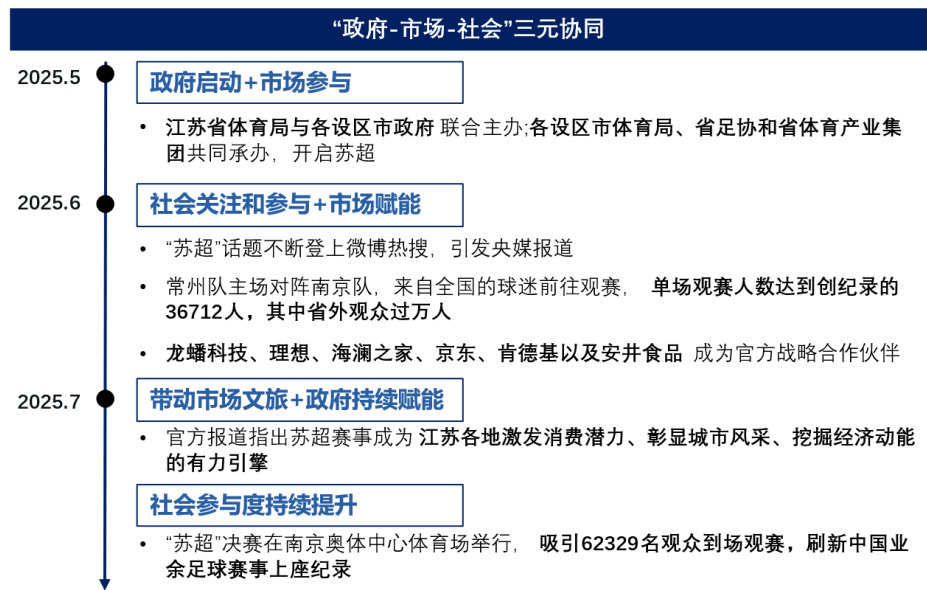 “政府-市场-社会”三元协同
2025.5
政府启动+市场参与
• 江苏省体育局与各设区市政府 联合主办;各设区市体育局、省足协和省体育产业集
团共同承办，开启苏超
2025.6
社会关注和参与+市场赋能
• “苏超”话题不断登上微博热搜，引发央媒报道
• 常州队主场对阵南京队，来自全国的球迷前往观赛， 单场观赛人数达到创纪录的
36712人，其中省外观众过万人
• 龙蟠科技、理想、海澜之家、京东、肯德基以及安井食品 成为官方战略合作伙伴
2025.7
带动市场文旅+政府持续赋能
• 官方报道指出苏超赛事成为 江苏各地激发消费潜力、彰显城市风采、挖掘经济动能
的有力引擎
社会参与度持续提升
• “苏超”决赛在南京奥体中心体育场举行， 吸引62329名观众到场观赛，刷新中国业
余足球赛事上座纪录